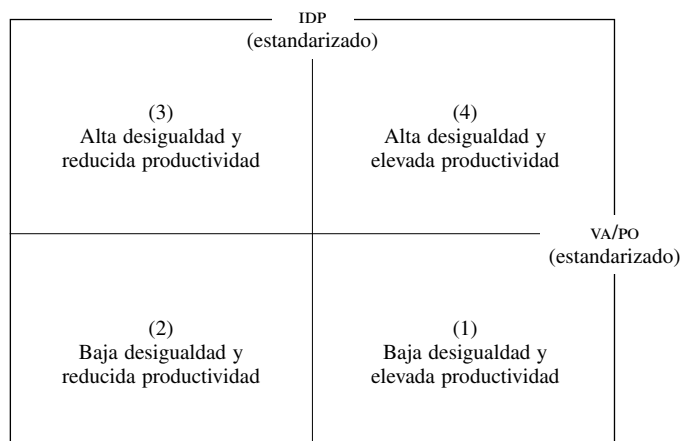 IDP
(estandarizado)
(3)
Alta desigualdad y
reducida productividad
(4)
Alta desigualdad y
elevada productividad
VA/PO
(estandarizado)
(2)
Baja desigualdad y
reducida productividad
(1)
Baja desigualdad y
elevada productividad